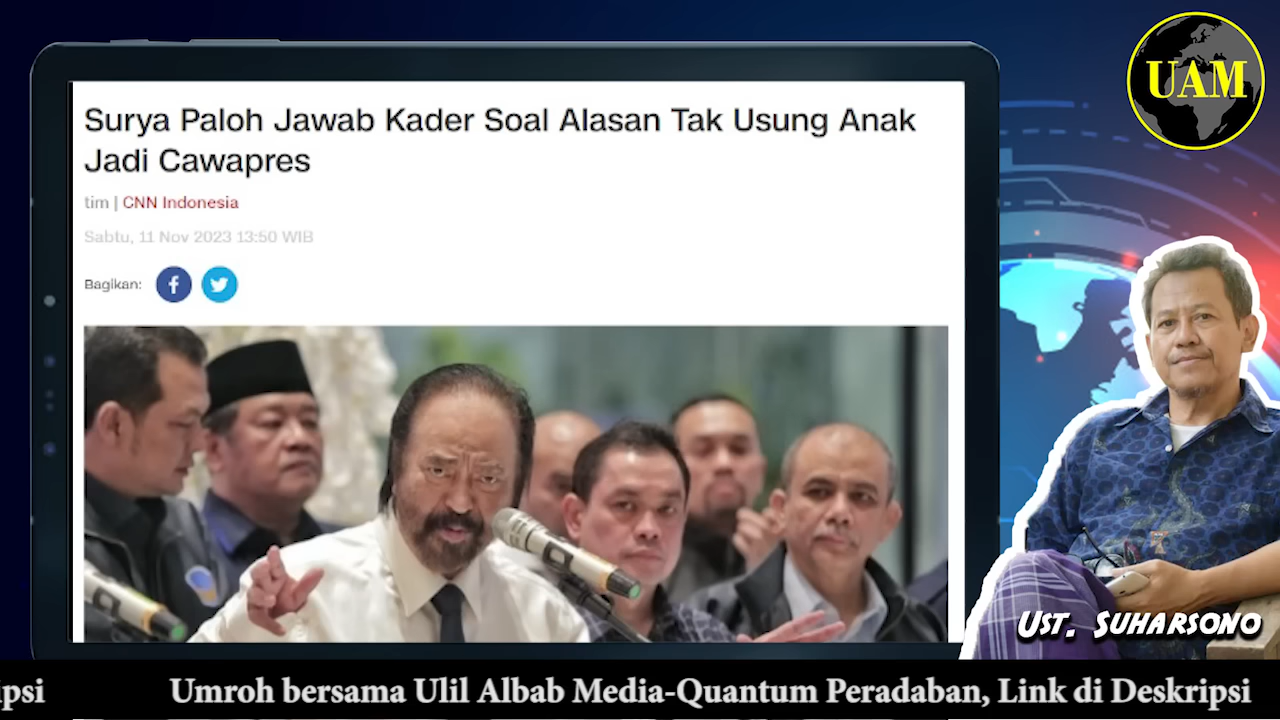 UAM
Surya Paloh Jawab Kader Soal Alasan Tak Usung Anak
Jadi Cawapres
tim | CNN Indonesia
Sabtu, 11 Nov 2023 13:50 WIB
Bagikan:
UST. SUHARSONO
ipsi Umroh bersama Ulil Albab Media-Quantum Peradaban, Link di Deskripsi